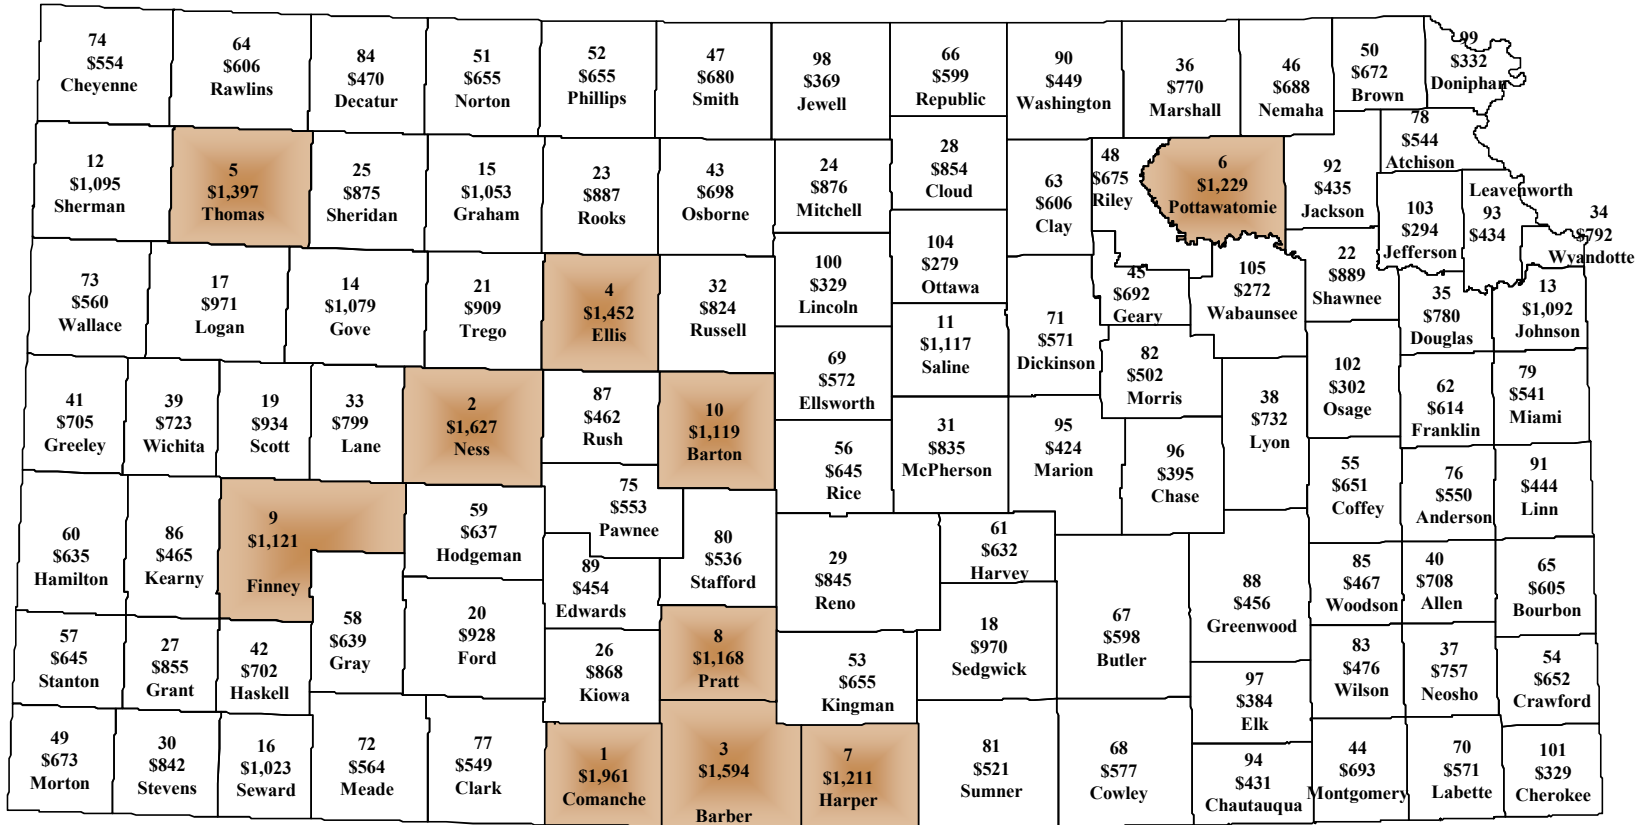 74
$554
Cheyenne
64
$606
Rawlins
84
$470
Decatur
51
$655
Norton
52
$655
Phillips
47
$680
Smith
98
$369
Jewell
66
$599
Republic
90
$449
Washington
36
$770
Marshall
46
$688
Nemaha
50
$672
Brown
99
$332
Doniphan
12
$1,095
Sherman
5
$1,397
Thomas
25
$875
Sheridan
15
$1,053
Graham
23
$887
Rooks
43
$698
Osborne
24
$876
Mitchell
28
$854
Cloud
63
$606
Clay
48
$675
Riley
6
$1,229
Pottawatomie
92
$435
Jackson
78
$544
Atchison
103
$294
Jefferson
Leavenworth
93
$434
34
$792
Wyandotte
73
$560
Wallace
17
$971
Logan
14
$1,079
Gove
21
$909
Trego
4
$1,452
Ellis
32
$824
Russell
100
$329
Lincoln
104
$279
Ottawa
11
$1,117
Saline
71
$571
Dickinson
45
$692
Geary
105
$272
Wabaunsee
22
$889
Shawnee
35
$780
Douglas
13
$1,092
Johnson
41
$705
Greeley
39
$723
Wichita
19
$934
Scott
33
$799
Lane
2
$1,627
Ness
87
$462
Rush
10
$1,119
Barton
69
$572
Ellsworth
56
$645
Rice
31
$835
McPherson
95
$424
Marion
82
$502
Morris
96
$395
Chase
38
$732
Lyon
102
$302
Osage
62
$614
Franklin
79
$541
Miami
60
$635
Hamilton
86
$465
Kearny
9
$1,121
Finney
59
$637
Hodgeman
75
$553
Pawnee
89
$454
Edwards
80
$536
Stafford
29
$845
Reno
61
$632
Harvey
55
$651
Coffey
76
$550
Anderson
91
$444
Linn
57
$645
Stanton
27
$855
Grant
42
$702
Haskell
58
$639
Gray
20
$928
Ford
26
$868
Kiowa
8
$1,168
Pratt
53
$655
Kingman
18
$970
Sedgwick
67
$598
Butler
88
$456
Greenwood
85
$467
Woodson
40
$708
Allen
65
$605
Bourbon
83
$476
Wilson
37
$757
Neosho
54
$652
Crawford
49
$673
Morton
30
$842
Stevens
16
$1,023
Seward
72
$564
Meade
77
$549
Clark
1
$1,961
Comanche
3
$1,594
Barber
7
$1,211
Harper
81
$521
Sumner
68
$577
Cowley
97
$384
Elk
94
$431
Chautauqua
44
$693
Montgomery
70
$571
Labette
101
$329
Cherokee